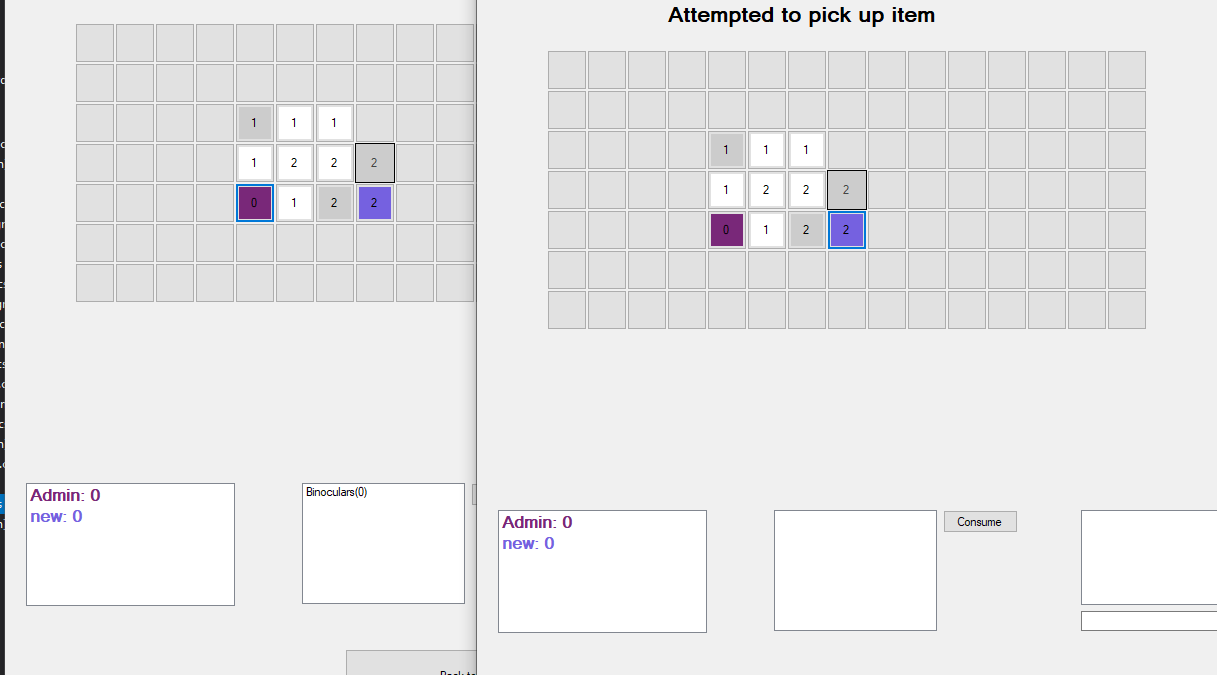 Attempted to pick up item
1 1 1
1 2 2 2
0 1 2 2
Admin: 0
new: 0
Binoculars(0)
1 1 1
1 2 2 2
0 1 2 2
Admin: 0
new: 0
Consume